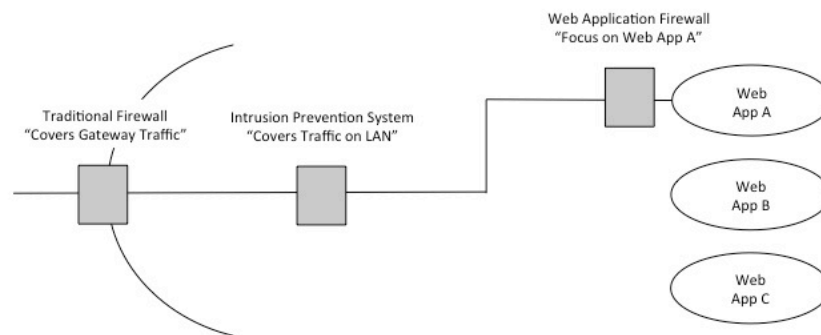 Web Application Firewall
“Focus on Web App A”
Traditional Firewall
“Covers Gateway Traffic”
Intrusion Prevention System
“Covers Traffic on LAN”
Web
App A
Web
App B
Web
App C